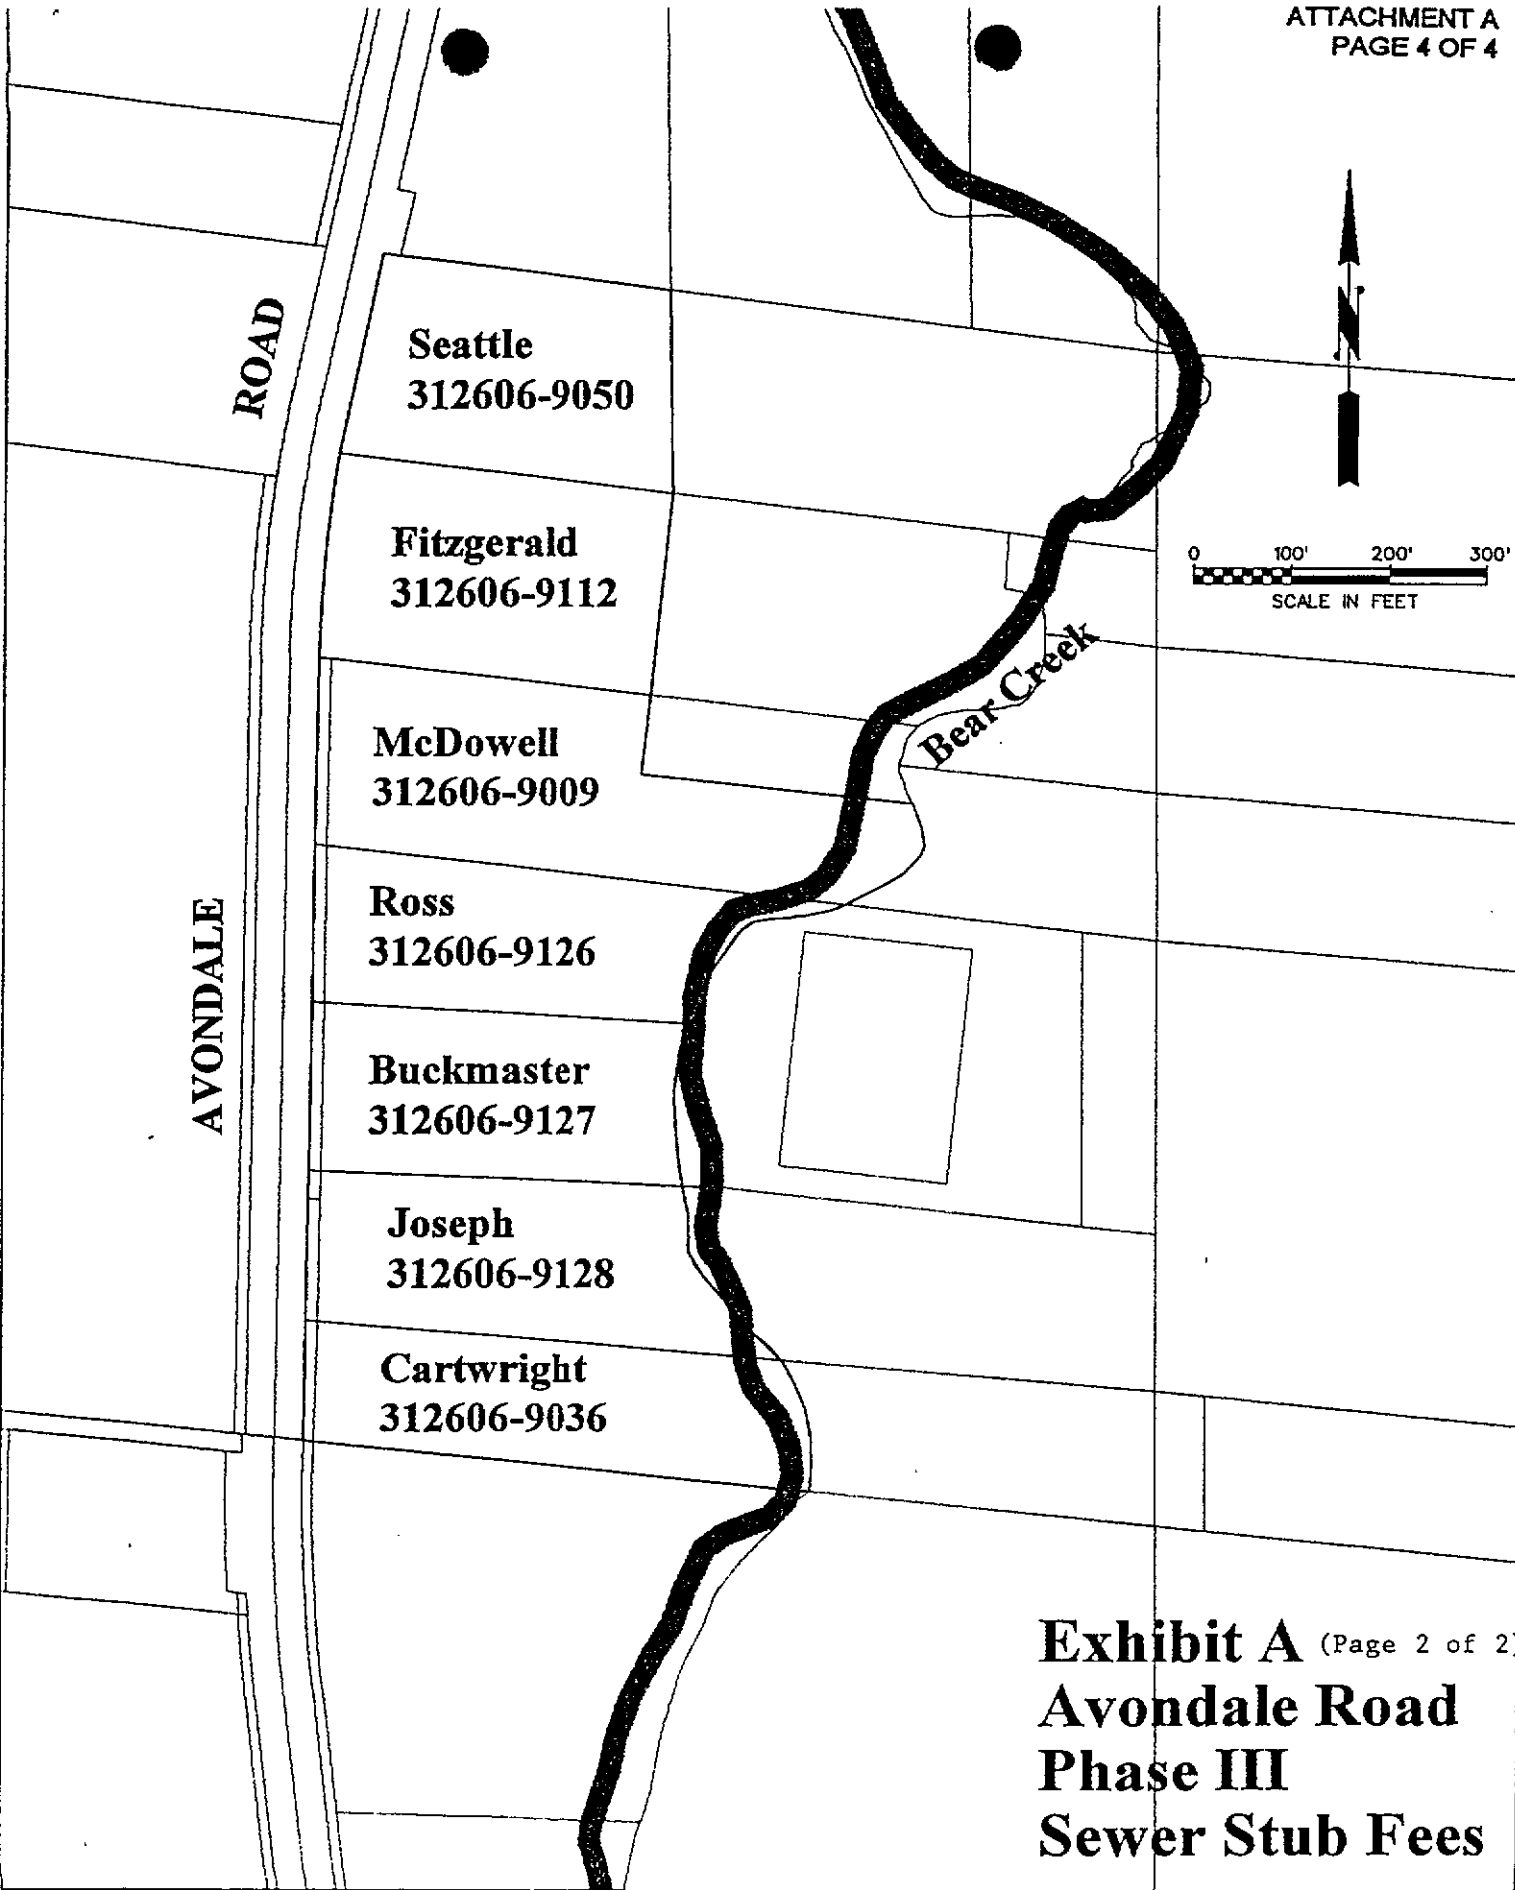 ATTACHMENT A
PAGE 4 OF 4
ROAD
Seattle
312606-9050
N
0 100' 200' 300'
SCALE IN FEET
Fitzgerald
312606-9112
Bear Creek
McDowell
312606-9009
AVONDALE
Ross
312606-9126
Buckmaster
312606-9127
Joseph
312606-9128
Cartwright
312606-9036
Exhibit A (Page 2 of 2)
Avondale Road
Phase III
Sewer Stub Fees